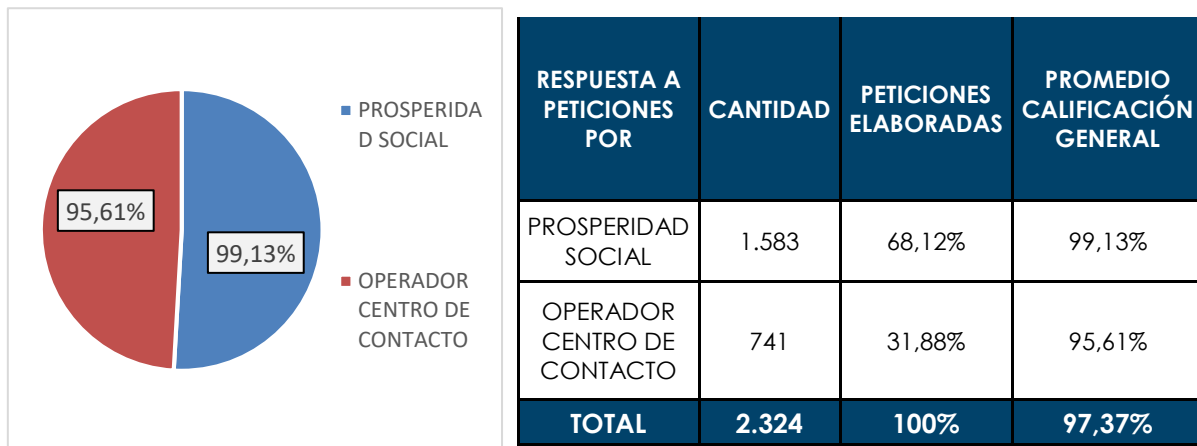 95,61%
99,13%
PROSPERIDA
D SOCIAL
OPERADOR
CENTRO DE
CONTACTO
RESPUESTA A
PETICIONES
POR
CANTIDAD
PETICIONES
ELABORADAS
PROMEDIO
CALIFICACIÓN
GENERAL
PROSPERIDAD
SOCIAL
1.583
68,12%
99,13%
OPERADOR
CENTRO DE
CONTACTO
741
31,88%
95,61%
TOTAL
2.324
100%
97,37%